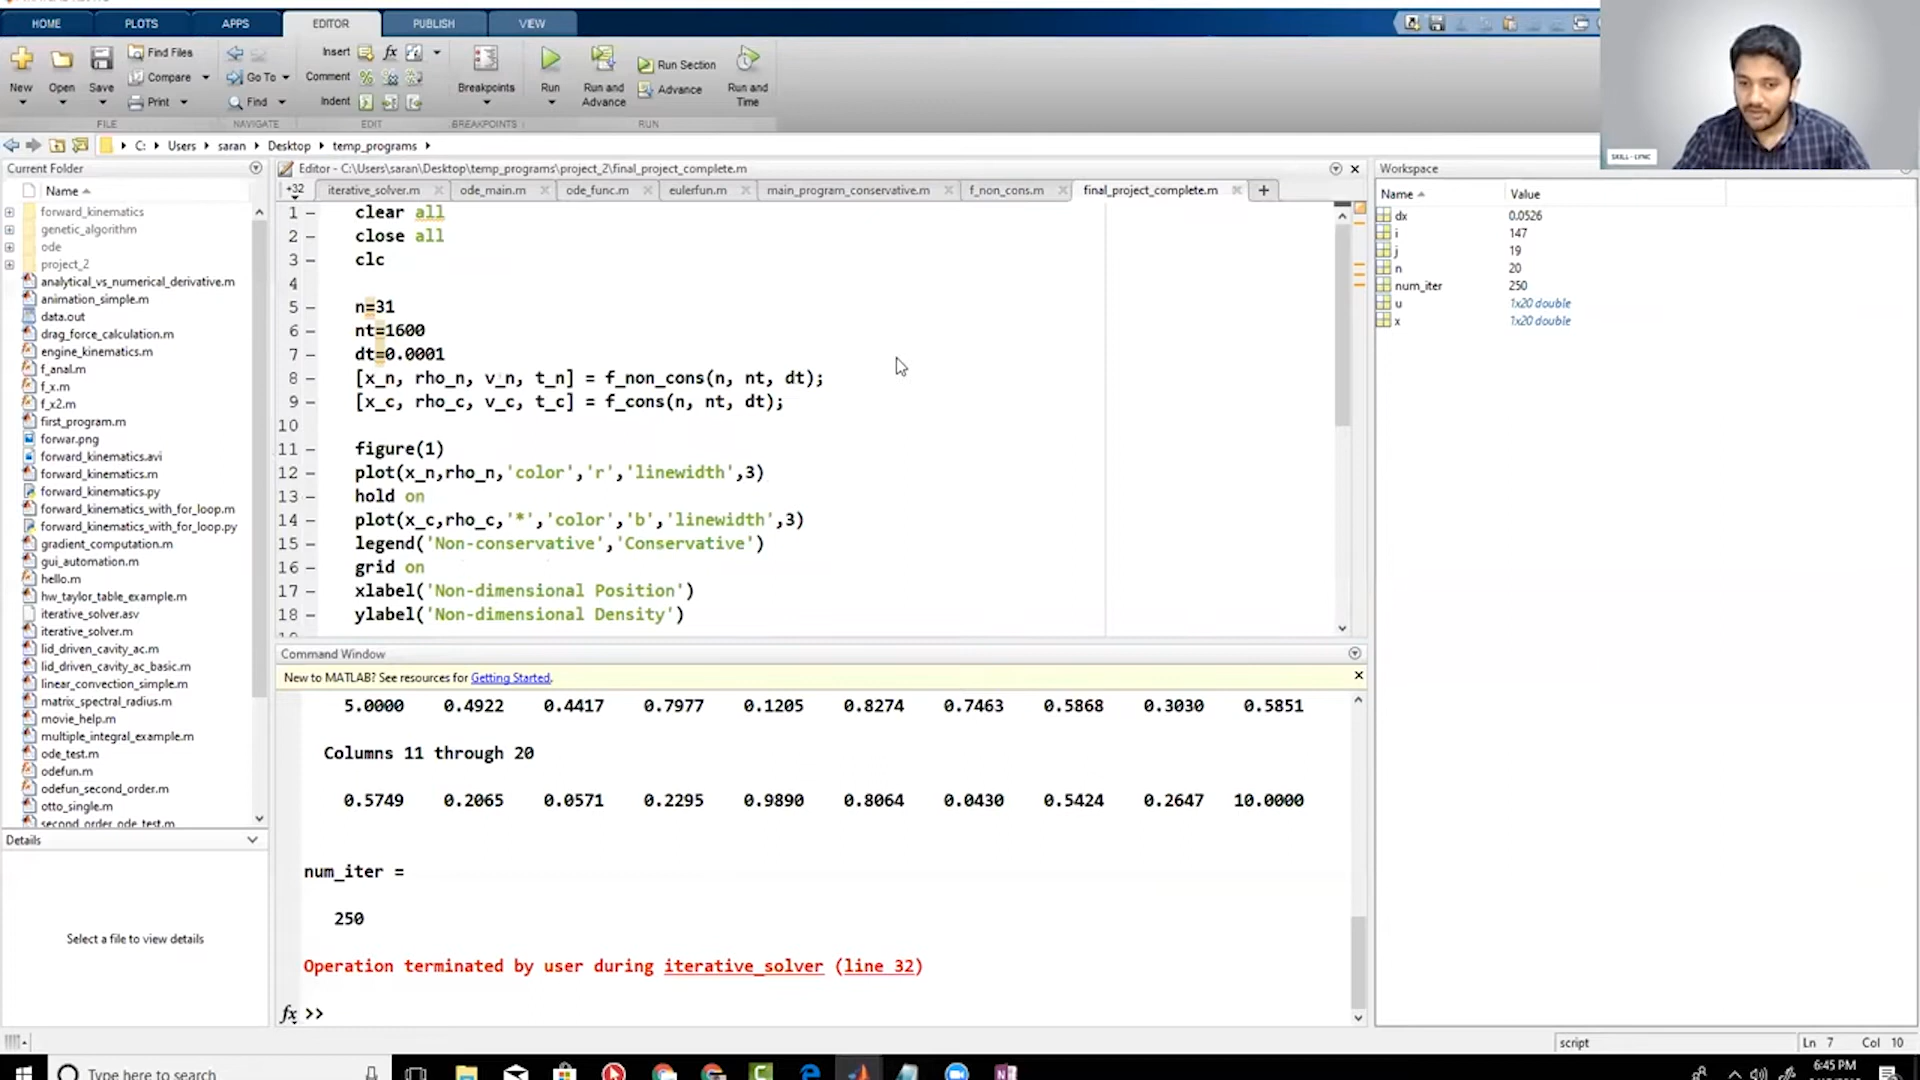 HOME PLOTS APPS EDITOR PUBLISH VIEW
New Open Save Find Files Compare Print
Go To Find
Insert fx
Comment
Indent
Breakpoints Run Run and Advance Run Section Advance Run and Time
FILE NAVIGATE EDIT BREAKPOINTS RUN
C: Users saran Desktop temp_programs
SKILL-LYNC
Current Folder
Name
forward_kinematics
genetic_algorithm
ode
project_2
analytical_vs_numerical_derivative.m
animation_simple.m
data.out
drag_force_calculation.m
engine_kinematics.m
f_anal.m
f_x.m
f_x2.m
first_program.m
forwar.png
forward_kinematics.avi
forward_kinematics.m
forward_kinematics.py
forward_kinematics_with_for_loop.m
forward_kinematics_with_for_loop.py
gradient_computation.m
gui_automation.m
hello.m
hw_taylor_table_example.m
iterative_solver.asv
iterative_solver.m
lid_driven_cavity_ac.m
lid_driven_cavity_ac_basic.m
linear_convection_simple.m
matrix_spectral_radius.m
movie_help.m
multiple_integral_example.m
ode_test.m
odefun.m
odefun_second_order.m
otto_single.m
second_order_ode_test.m
Details
Select a file to view details
Editor - C:\Users\saran\Desktop\temp_programs\project_2\final_project_complete.m
+32 iterative_solver.m ode_main.m ode_func.m eulerfun.m main_program_conservative.m f_non_cons.m final_project_complete.m
1 clear all
2 close all
3 clc
4
5 n=31
6 nt=1600
7 dt=0.0001
8 [x_n, rho_n, v_n, t_n] = f_non_cons(n, nt, dt);
9 [x_c, rho_c, v_c, t_c] = f_cons(n, nt, dt);
10
11 figure(1)
12 plot(x_n,rho_n,'color','r','linewidth',3)
13 hold on
14 plot(x_c,rho_c,'*','color','b','linewidth',3)
15 legend('Non-conservative','Conservative')
16 grid on
17 xlabel('Non-dimensional Position')
18 ylabel('Non-dimensional Density')
Command Window
New to MATLAB? See resources for Getting Started.
5.0000 0.4922 0.4417 0.7977 0.1205 0.8274 0.7463 0.5868 0.3030 0.5851
Columns 11 through 20
0.5749 0.2065 0.0571 0.2295 0.9890 0.8064 0.0430 0.5424 0.2647 10.0000
num_iter =
250
Operation terminated by user during iterative_solver (line 32)
fx >>
Workspace
Name Value
dx 0.0526
i 147
j 19
n 20
num_iter 250
u 1x20 double
x 1x20 double
script Ln 7 Col 10
Type here to search
6:45 PM